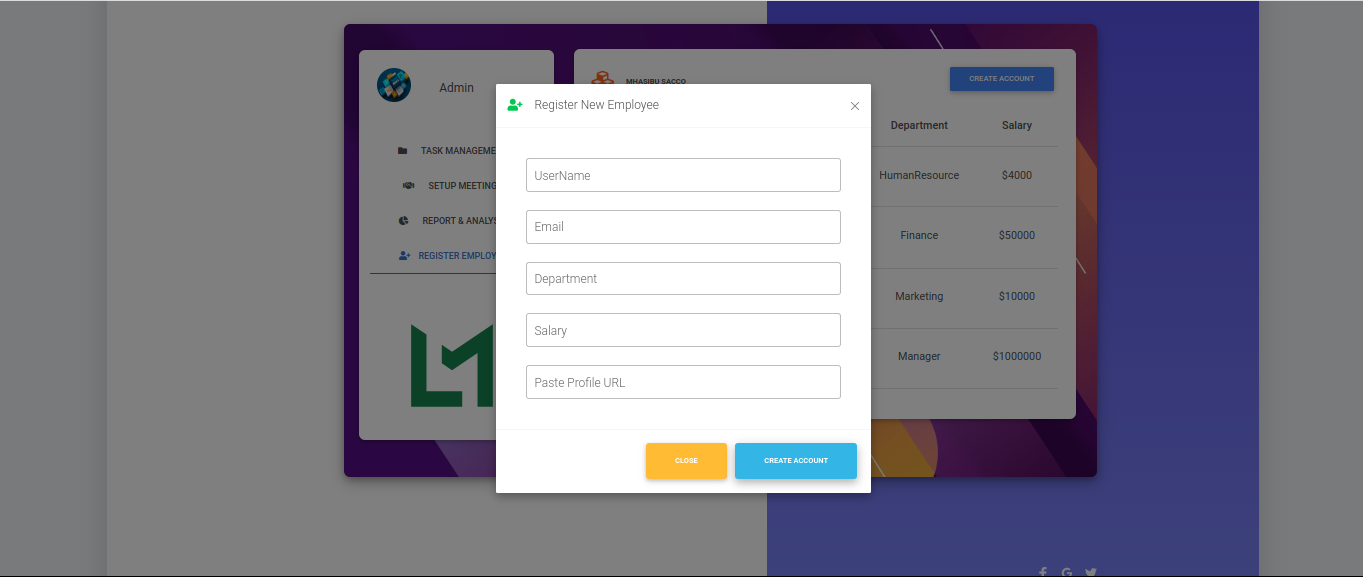 Admin
TASK MANAGEME
SETUP MEETING
REPORT & ANALYS
REGISTER EMPLOY
MHASIBU SACCO
CREATE ACCOUNT
Department Salary
HumanResource $4000
Finance $50000
Marketing $10000
Manager $1000000
Register New Employee
×
UserName
Email
Department
Salary
Paste Profile URL
CLOSE
CREATE ACCOUNT